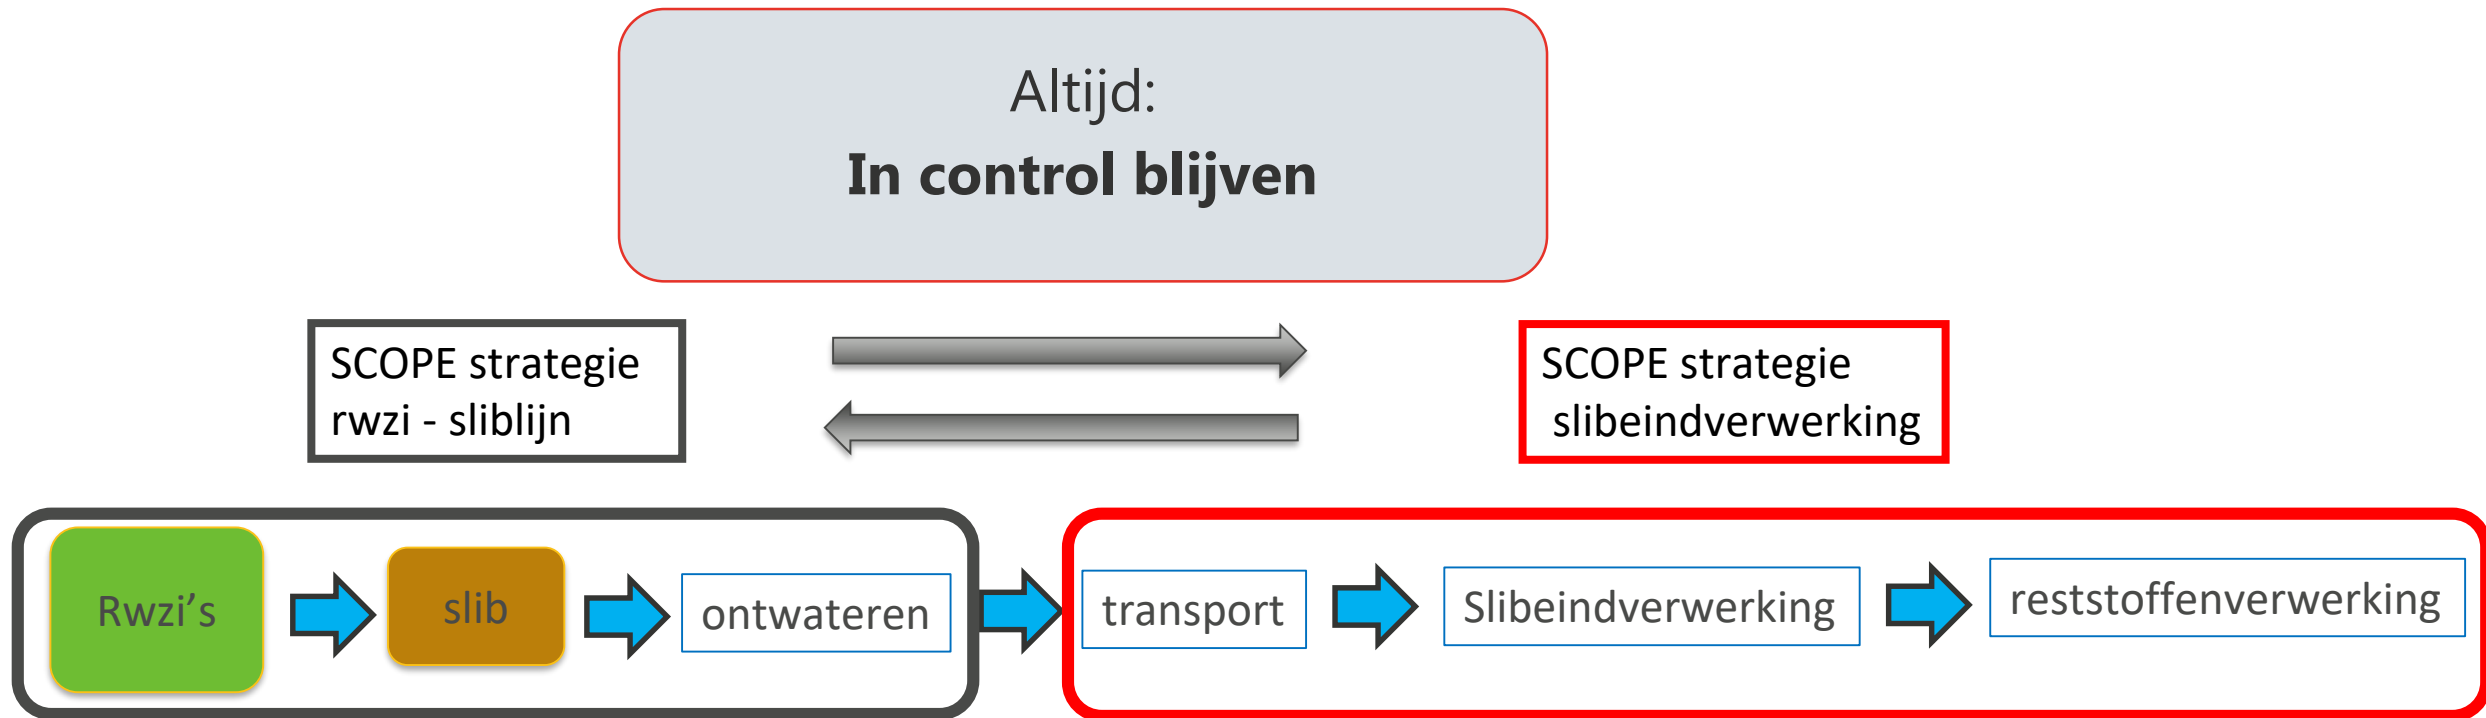 Altijd:
In control blijven
SCOPE strategie
rwzi - sliblijn
SCOPE strategie
slibeindverwerking
Rwzi’s
slib
ontwateren
transport
Slibeindverwerking
reststoffenverwerking